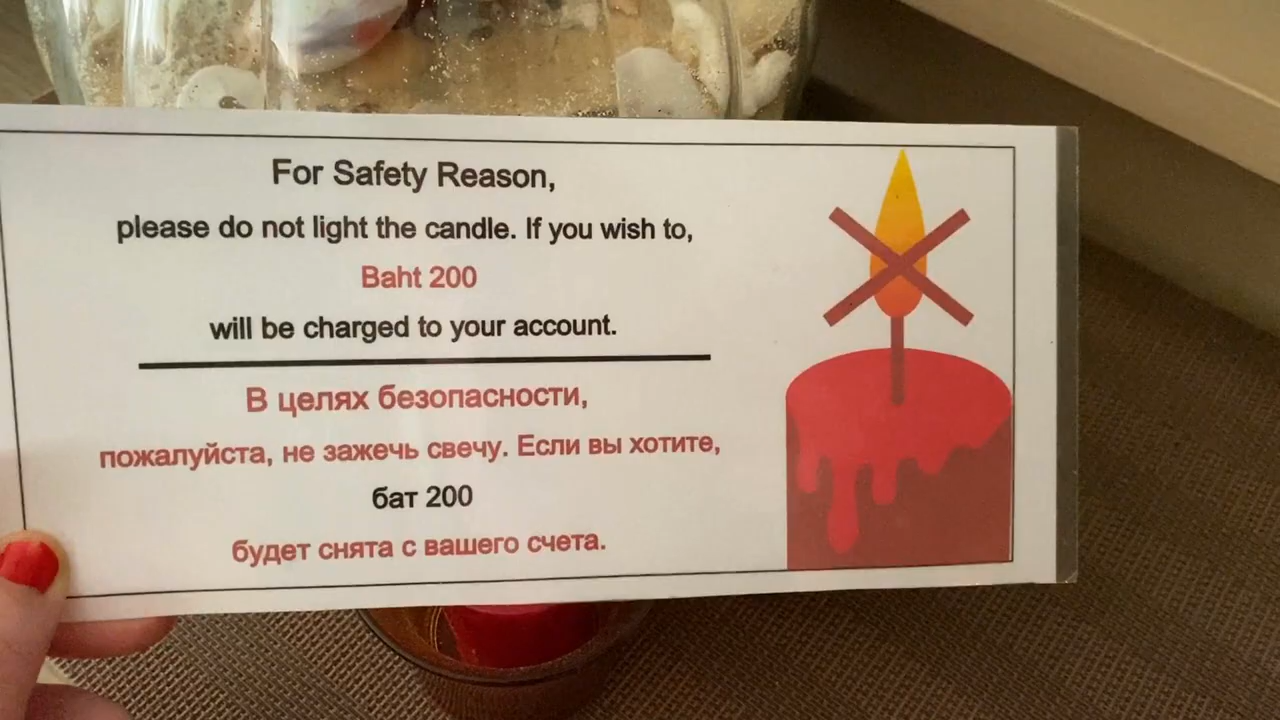 For Safety Reason,
please do not light the candle. If you wish to,
Baht 200
will be charged to your account.
В целях безопасности,
пожалуйста, не зажечь свечу. Если вы хотите,
бат 200
будет снята с вашего счета.